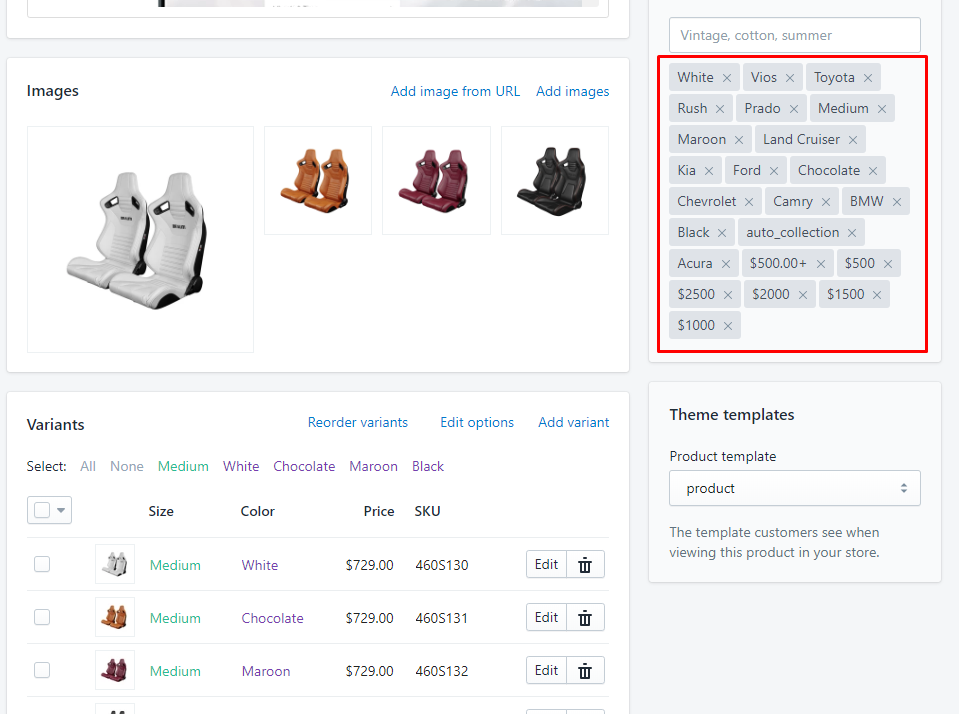 Images
Add image from URL Add images
Variants
Reorder variants Edit options Add variant
Select: All None Medium White Chocolate Maroon Black
Size Color Price SKU
Medium White $729.00 460S130 Edit
Medium Chocolate $729.00 460S131 Edit
Medium Maroon $729.00 460S132 Edit
Vintage, cotton, summer
White × Vios × Toyota ×
Rush × Prado × Medium ×
Maroon × Land Cruiser ×
Kia × Ford × Chocolate ×
Chevrolet × Camry × BMW ×
Black × auto_collection ×
Acura × $500.00+ × $500 ×
$2500 × $2000 × $1500 ×
$1000 ×
Theme templates
Product template
product
The template customers see when
viewing this product in your store.